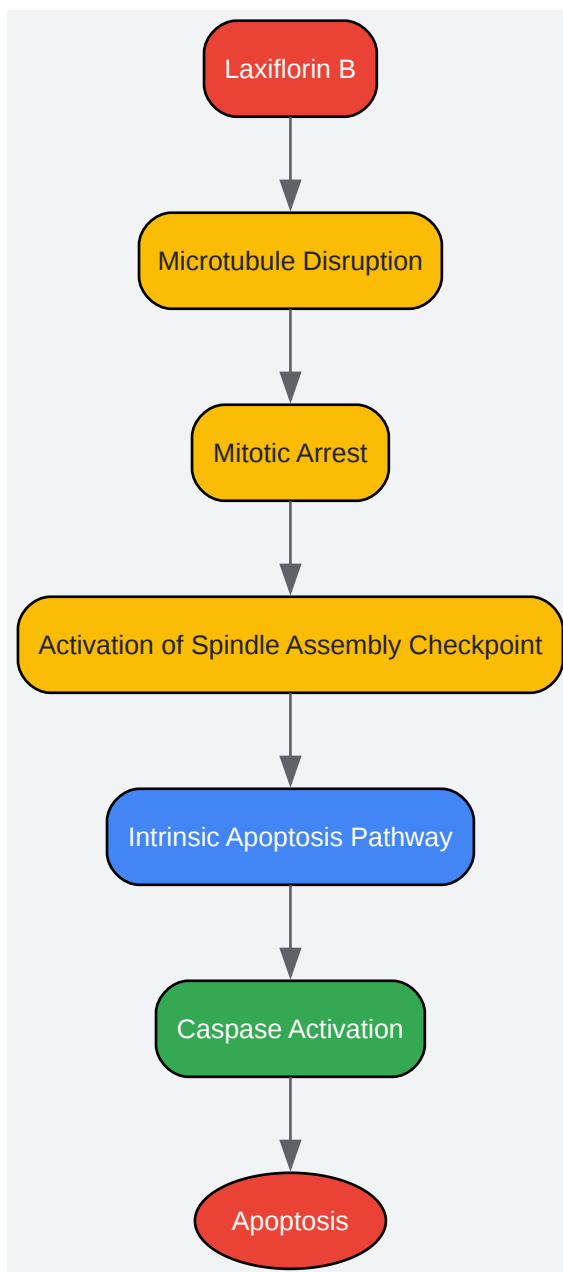 Laxiflorin B
Microtubule Disruption
Mitotic Arrest
Activation of Spindle Assembly Checkpoint
Intrinsic Apoptosis Pathway
Caspase Activation
Apoptosis